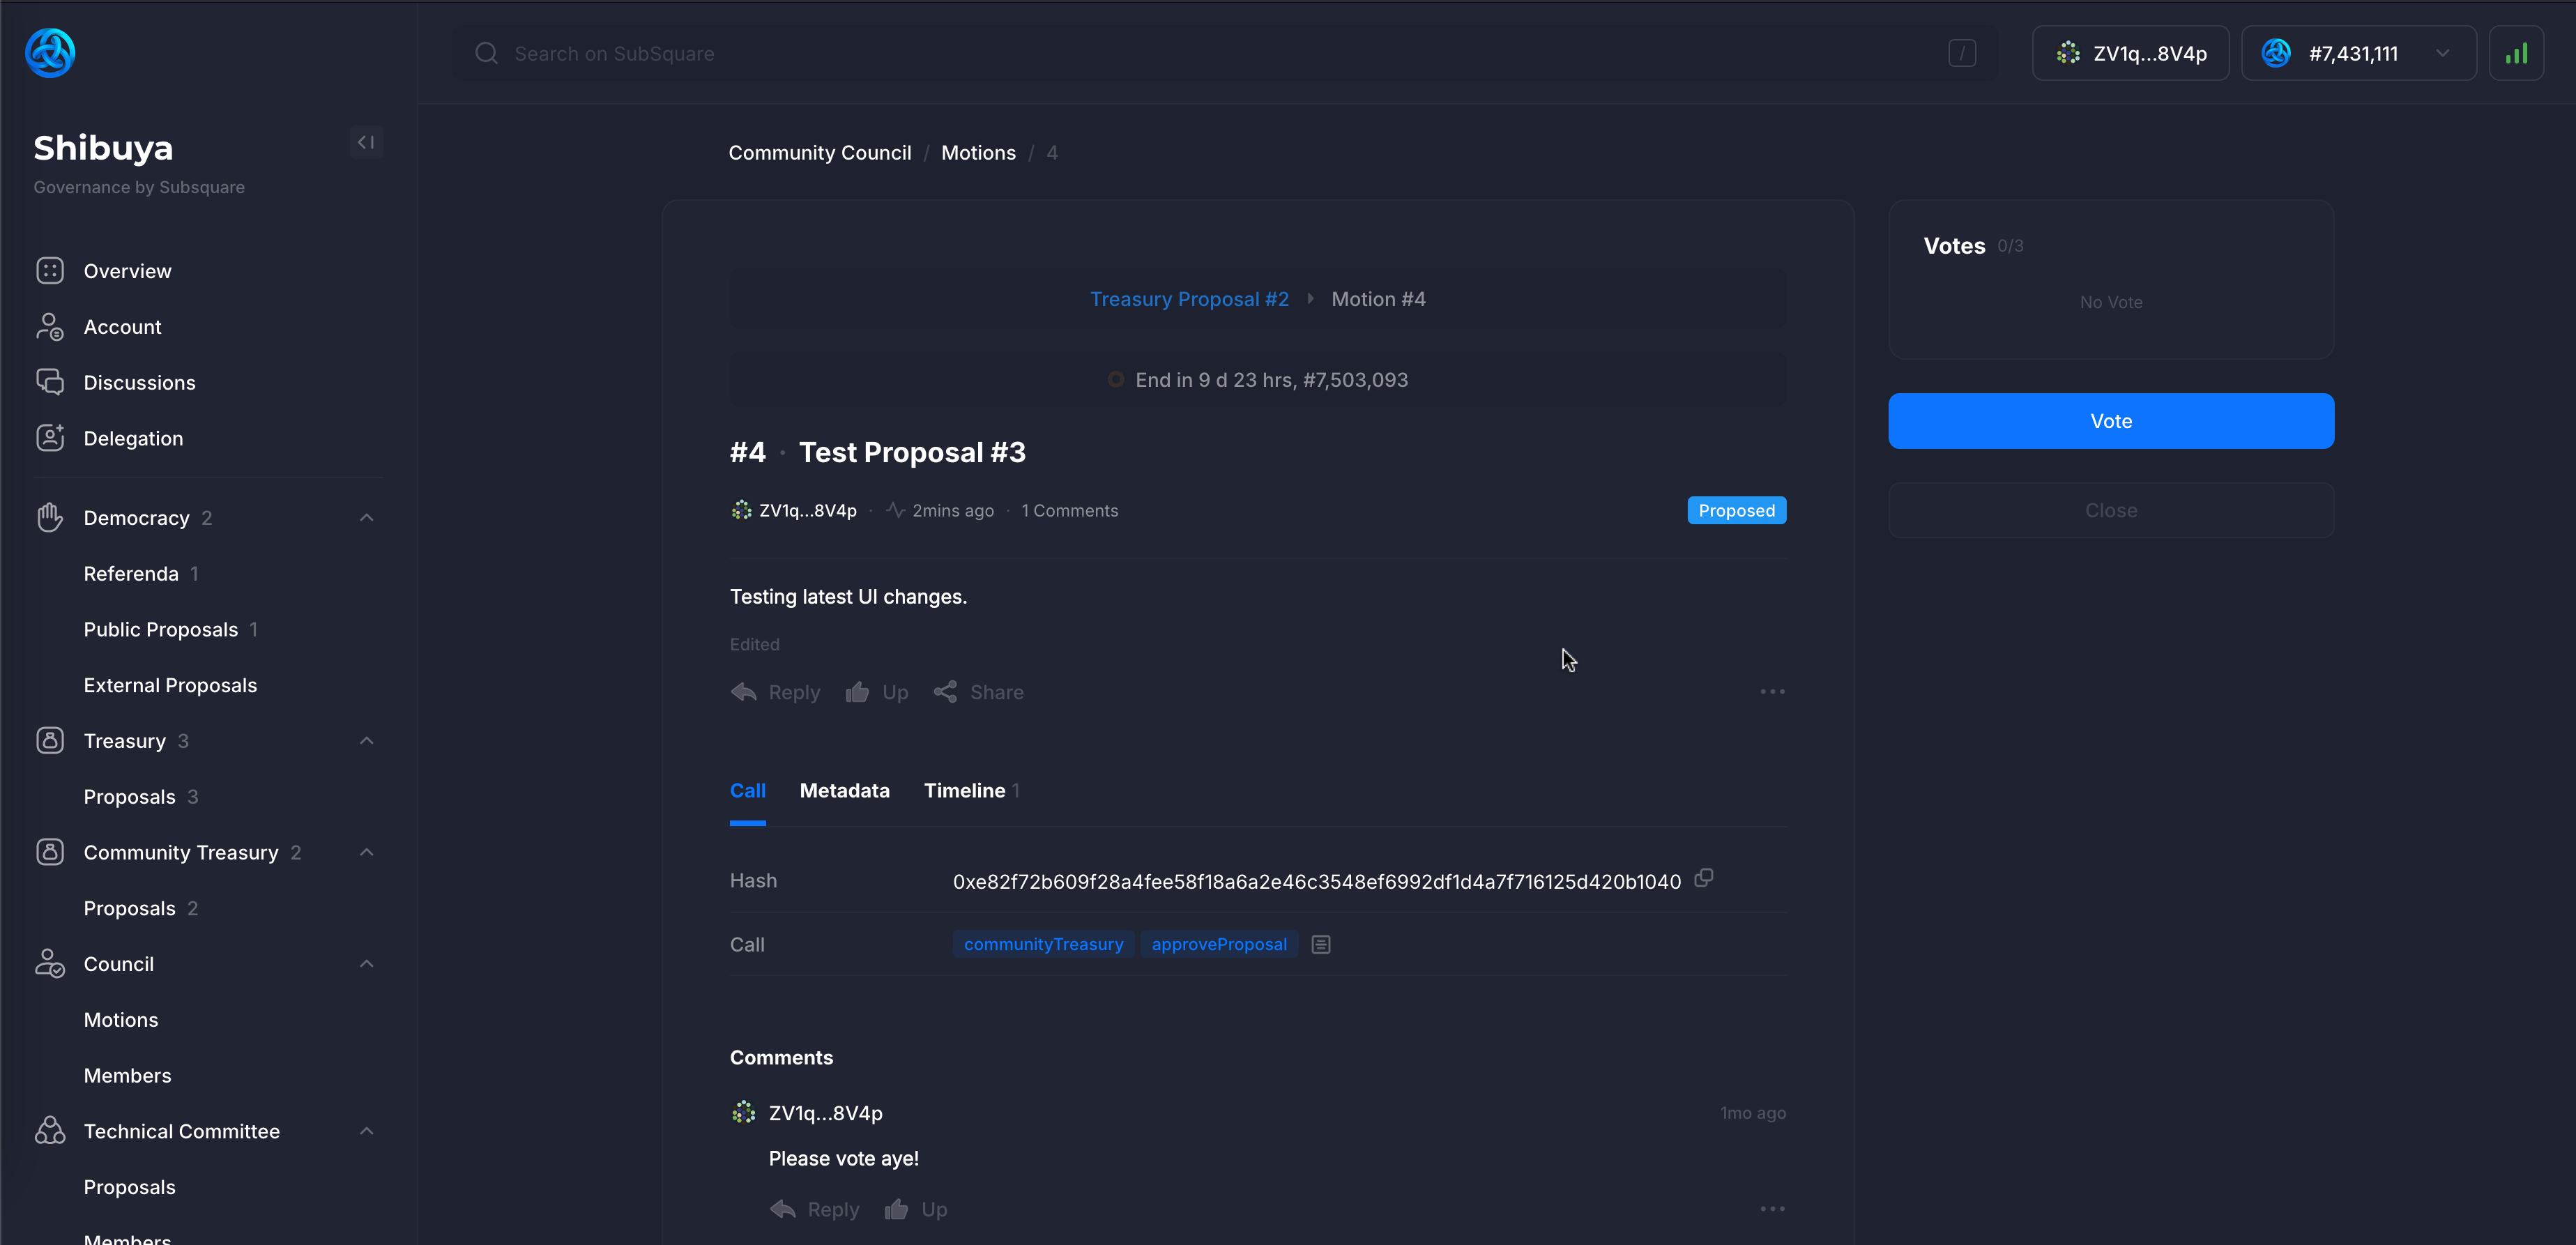 Search on SubSquare
/
ZV1q...8V4p
#7,431,111
Shibuya
Governance by Subsquare
Overview
Account
Discussions
Delegation
Democracy 2
Referenda 1
Public Proposals 1
External Proposals
Treasury 3
Proposals 3
Community Treasury 2
Proposals 2
Council
Motions
Members
Technical Committee
Proposals
Members
Community Council / Motions / 4
Treasury Proposal #2 Motion #4
End in 9 d 23 hrs, #7,503,093
#4 · Test Proposal #3
ZV1q...8V4p · 2mins ago · 1 Comments
Proposed
Testing latest UI changes.
Edited
Reply Up Share
Call Metadata Timeline 1
Hash 0xe82f72b609f28a4fee58f18a6a2e46c3548ef6992df1d4a7f716125d420b1040
Call communityTreasury approveProposal
Comments
ZV1q...8V4p 1mo ago
Please vote aye!
Reply Up
Votes 0/3
No Vote
Vote
Close